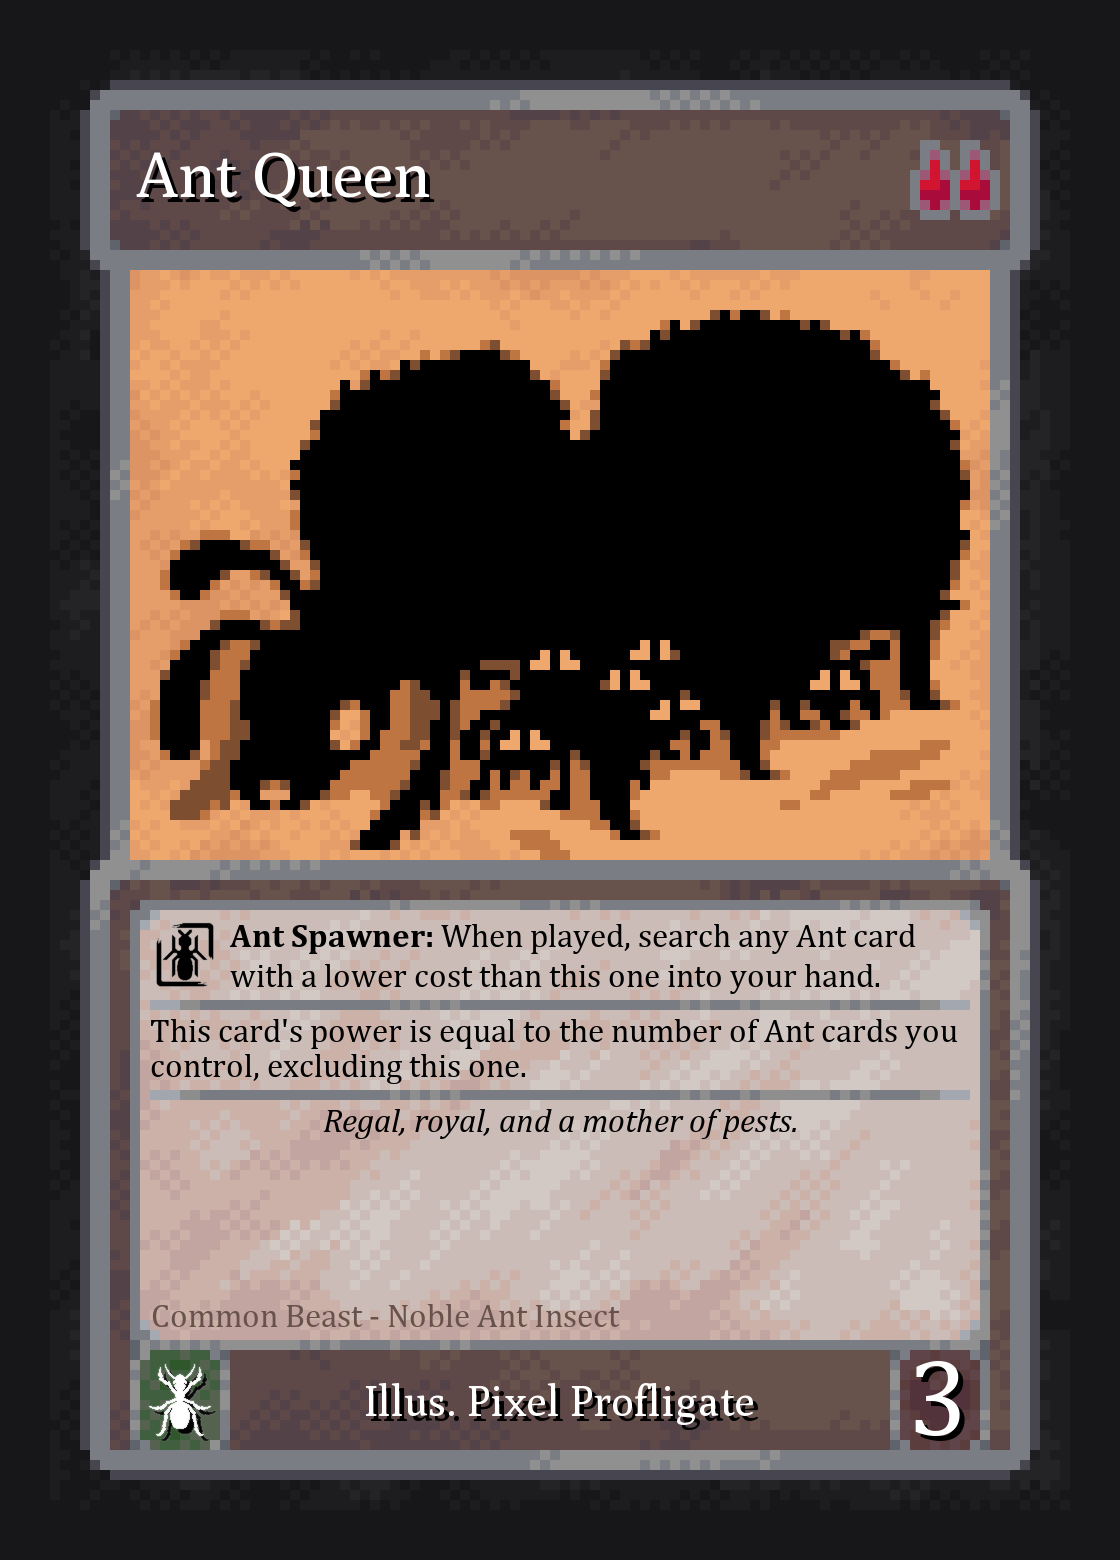 Ant Queen
Ant Spawner: When played, search any Ant card
with a lower cost than this one into your hand.
This card's power is equal to the number of Ant cards you
control, excluding this one.
Regal, royal, and a mother of pests.
Common Beast - Noble Ant Insect
Illus. Pixel Profligate
3